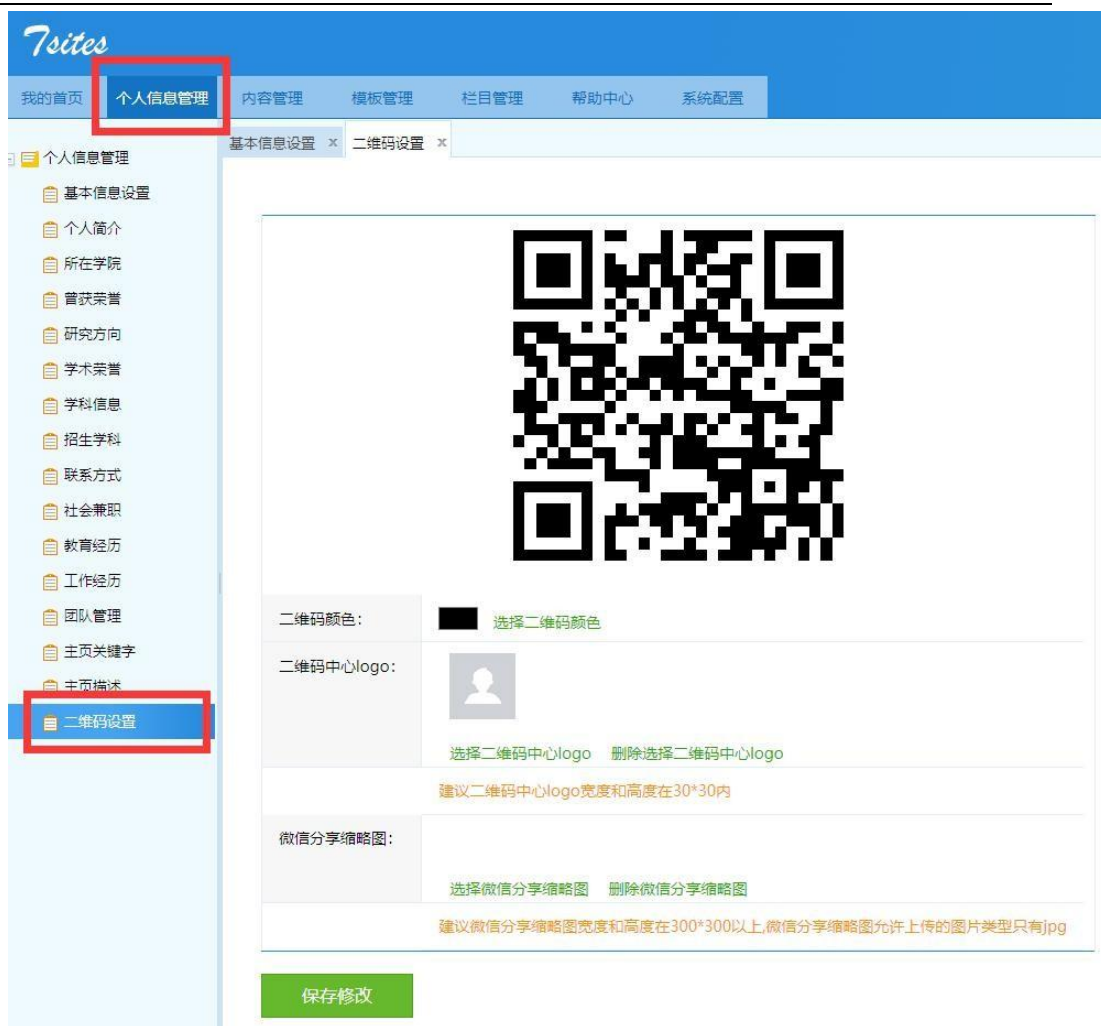 Tsites
我的首页 个人信息管理 内容管理 模板管理 栏目管理 帮助中心 系统配置
基本信息设置 x 二维码设置 x
个人信息管理
基本信息设置
个人简介
所在学院
曾获荣誉
研究方向
学术荣誉
学科信息
招生学科
联系方式
社会兼职
教育经历
工作经历
团队管理
主页关键字
主页描述
二维码设置
二维码颜色: 选择二维码颜色
二维码中心logo:
选择二维码中心logo 删除选择二维码中心logo
建议二维码中心logo宽度和高度在30*30内
微信分享缩略图:
选择微信分享缩略图 删除微信分享缩略图
建议微信分享缩略图宽度和高度在300*300以上,微信分享缩略图允许上传的图片类型只有jpg
保存修改